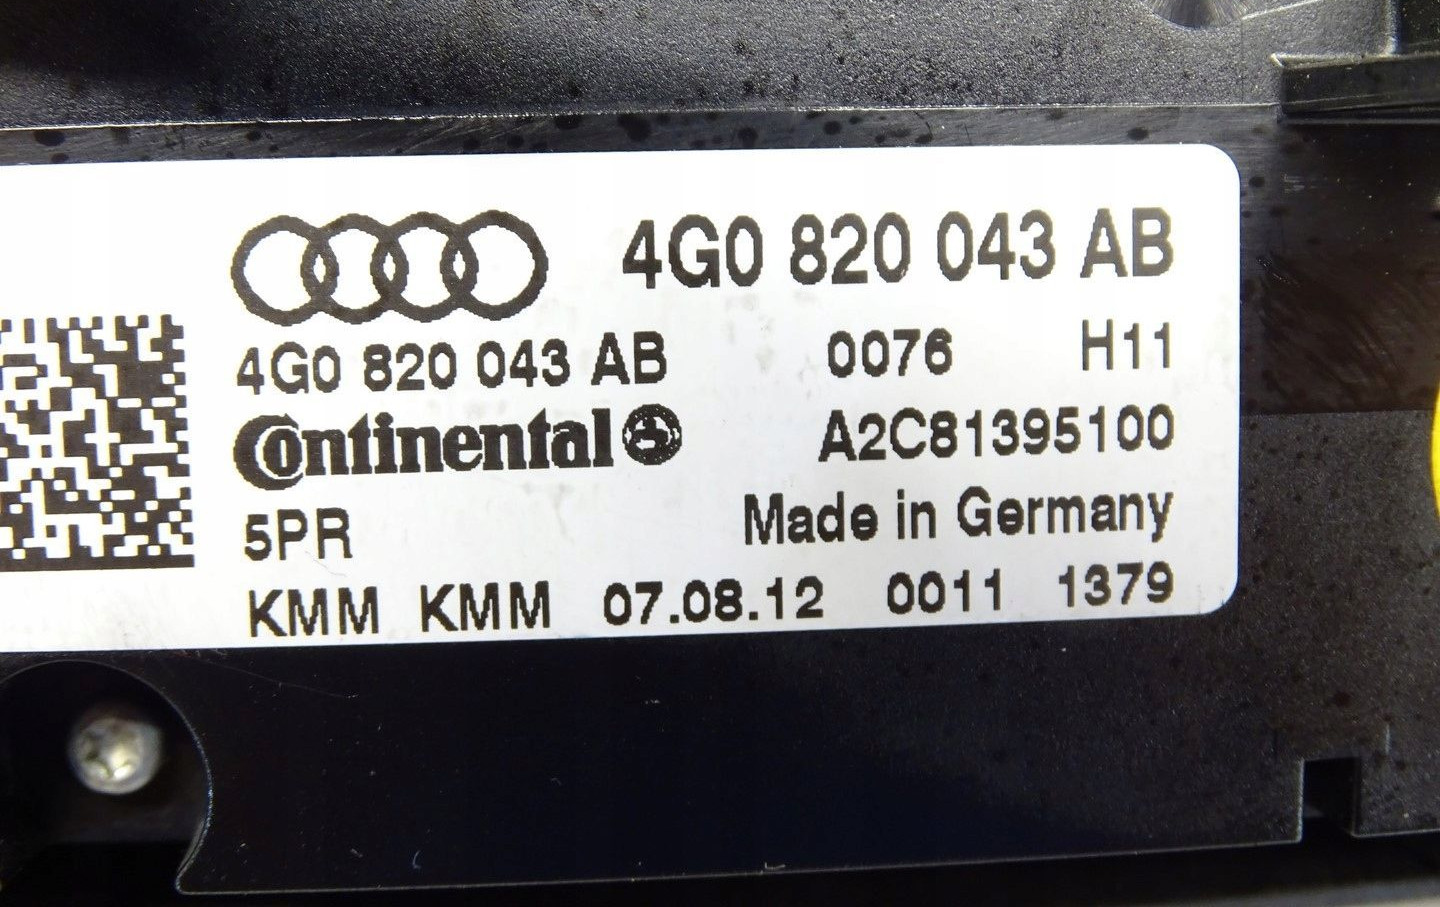 4G0 820 043 AB
4G0 820 043 AB 0076 H11
Continental A2C81395100
5PR Made in Germany
KMM KMM 07.08.12 0011 1379